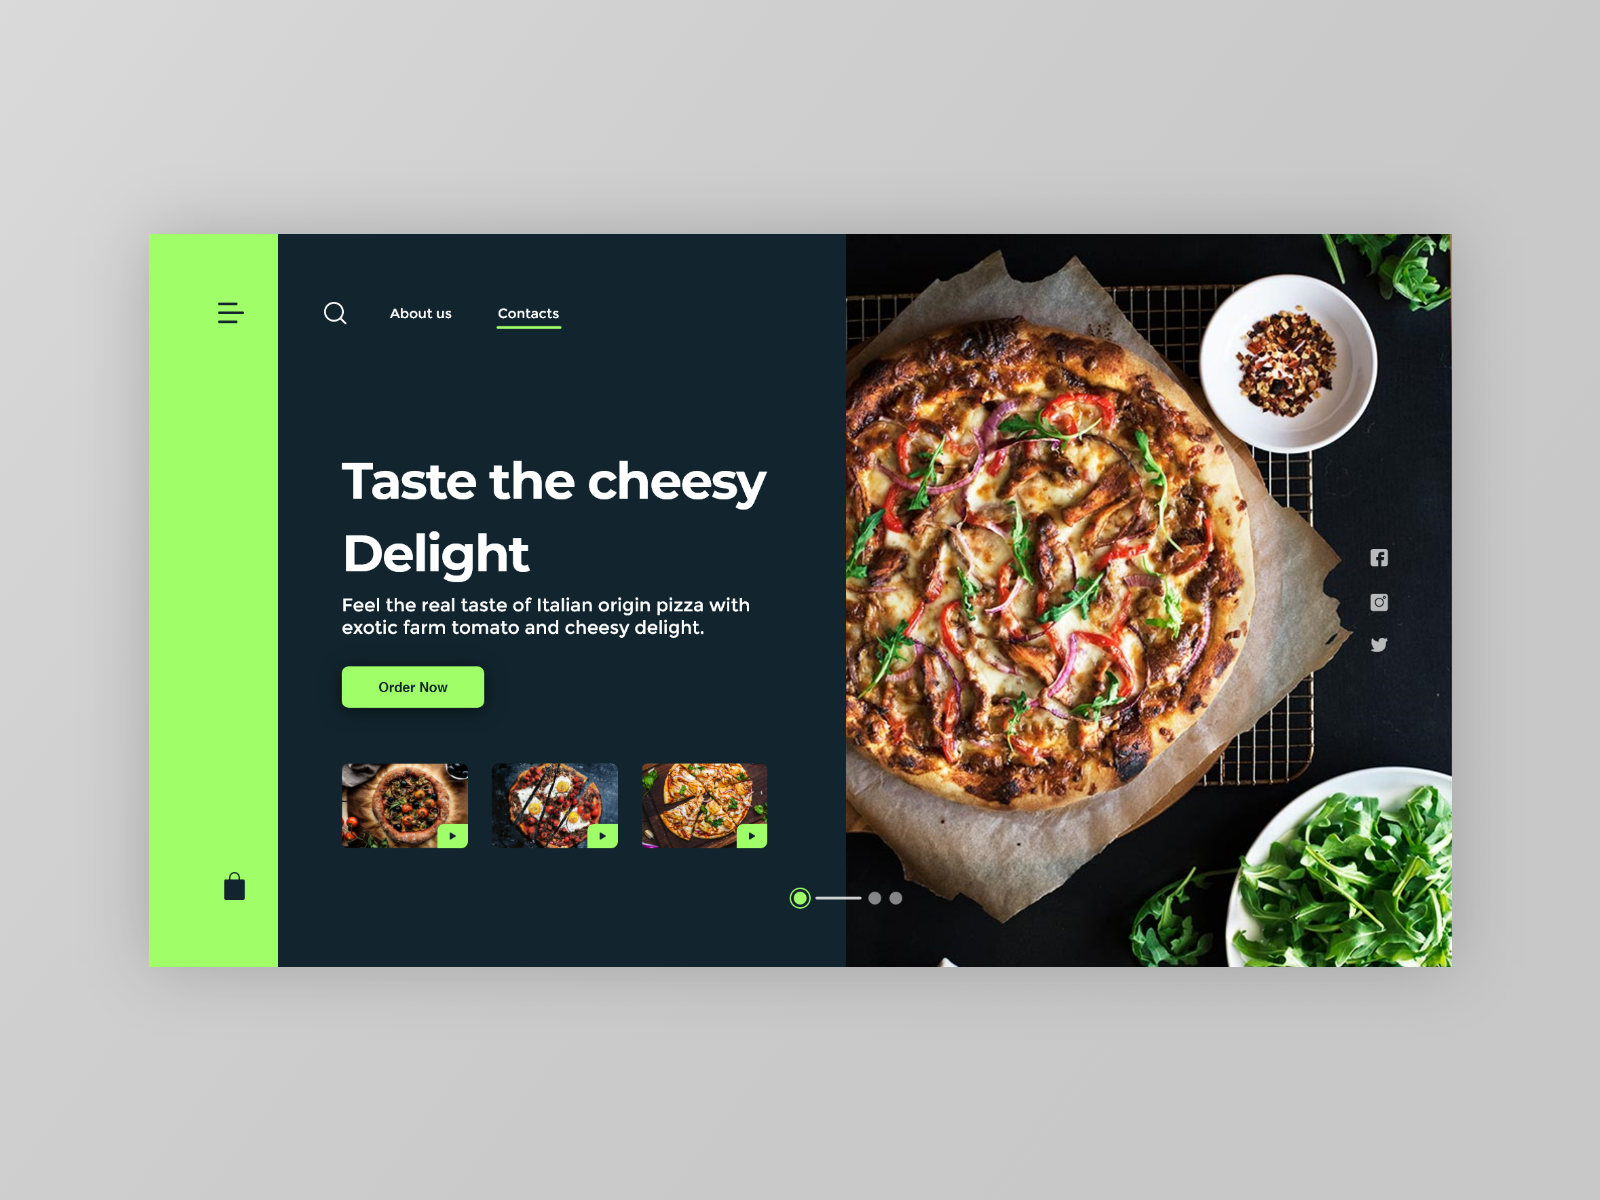 About us
Contacts
Taste the cheesy
Delight
Feel the real taste of Italian origin pizza with
exotic farm tomato and cheesy delight.
Order Now